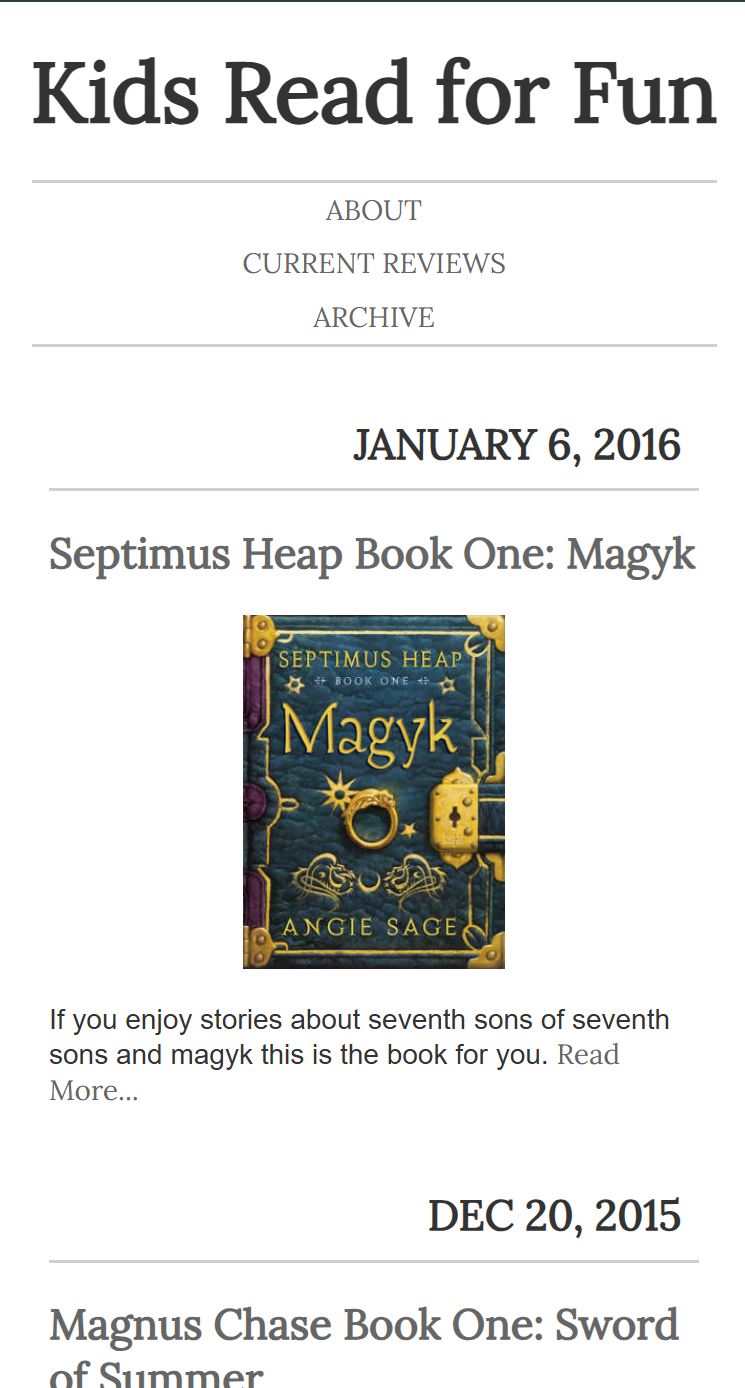 Kids Read for Fun
ABOUT
CURRENT REVIEWS
ARCHIVE
JANUARY 6, 2016
Septimus Heap Book One: Magyk
SEPTIMUS HEAP
BOOK ONE
Magyk
ANGIE SAGE
If you enjoy stories about seventh sons of seventh
sons and magyk this is the book for you. Read
More...
DEC 20, 2015
Magnus Chase Book One: Sword
of Summer